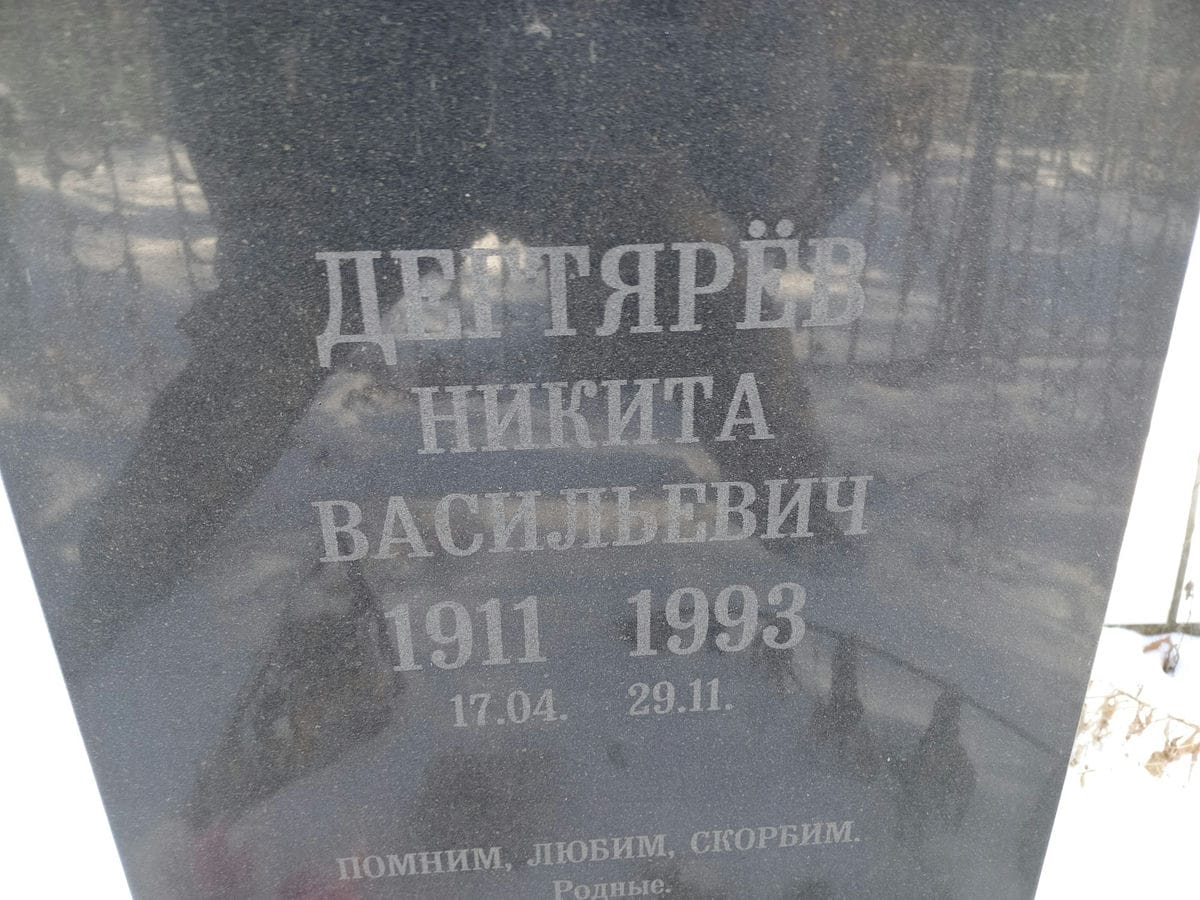 ДЕГТЯРЁВ
НИКИТА
ВАСИЛЬЕВИЧ
1911 1993
17.04. 29.11.
ПОМНИМ, ЛЮБИМ, СКОРБИМ.
Родные.